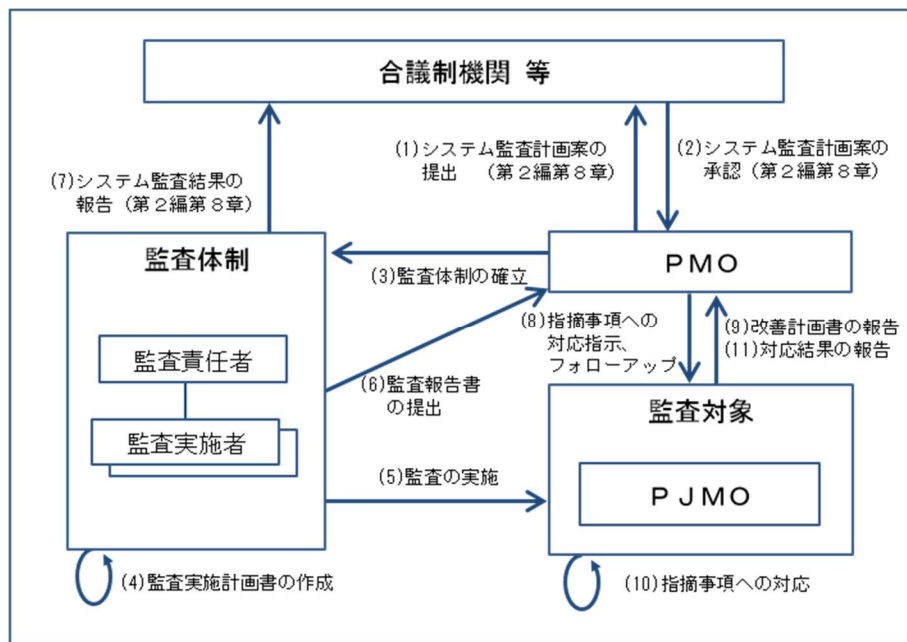 合議制機関 等
(1)システム監査計画案の
提出 (第２編第８章)
(2)システム監査計画案の
承認(第２編第８章)
(7)システム監査結果の
報告(第２編第８章)
監査体制
ＰＭＯ
(3)監査体制の確立
(8)指摘事項への
対応指示、
フォローアップ
(9)改善計画書の報告
(11)対応結果の報告
監査責任者
(6)監査報告書
の提出
監査対象
監査実施者
(5)監査の実施
ＰＪＭＯ
(4)監査実施計画書の作成
(10)指摘事項への対応